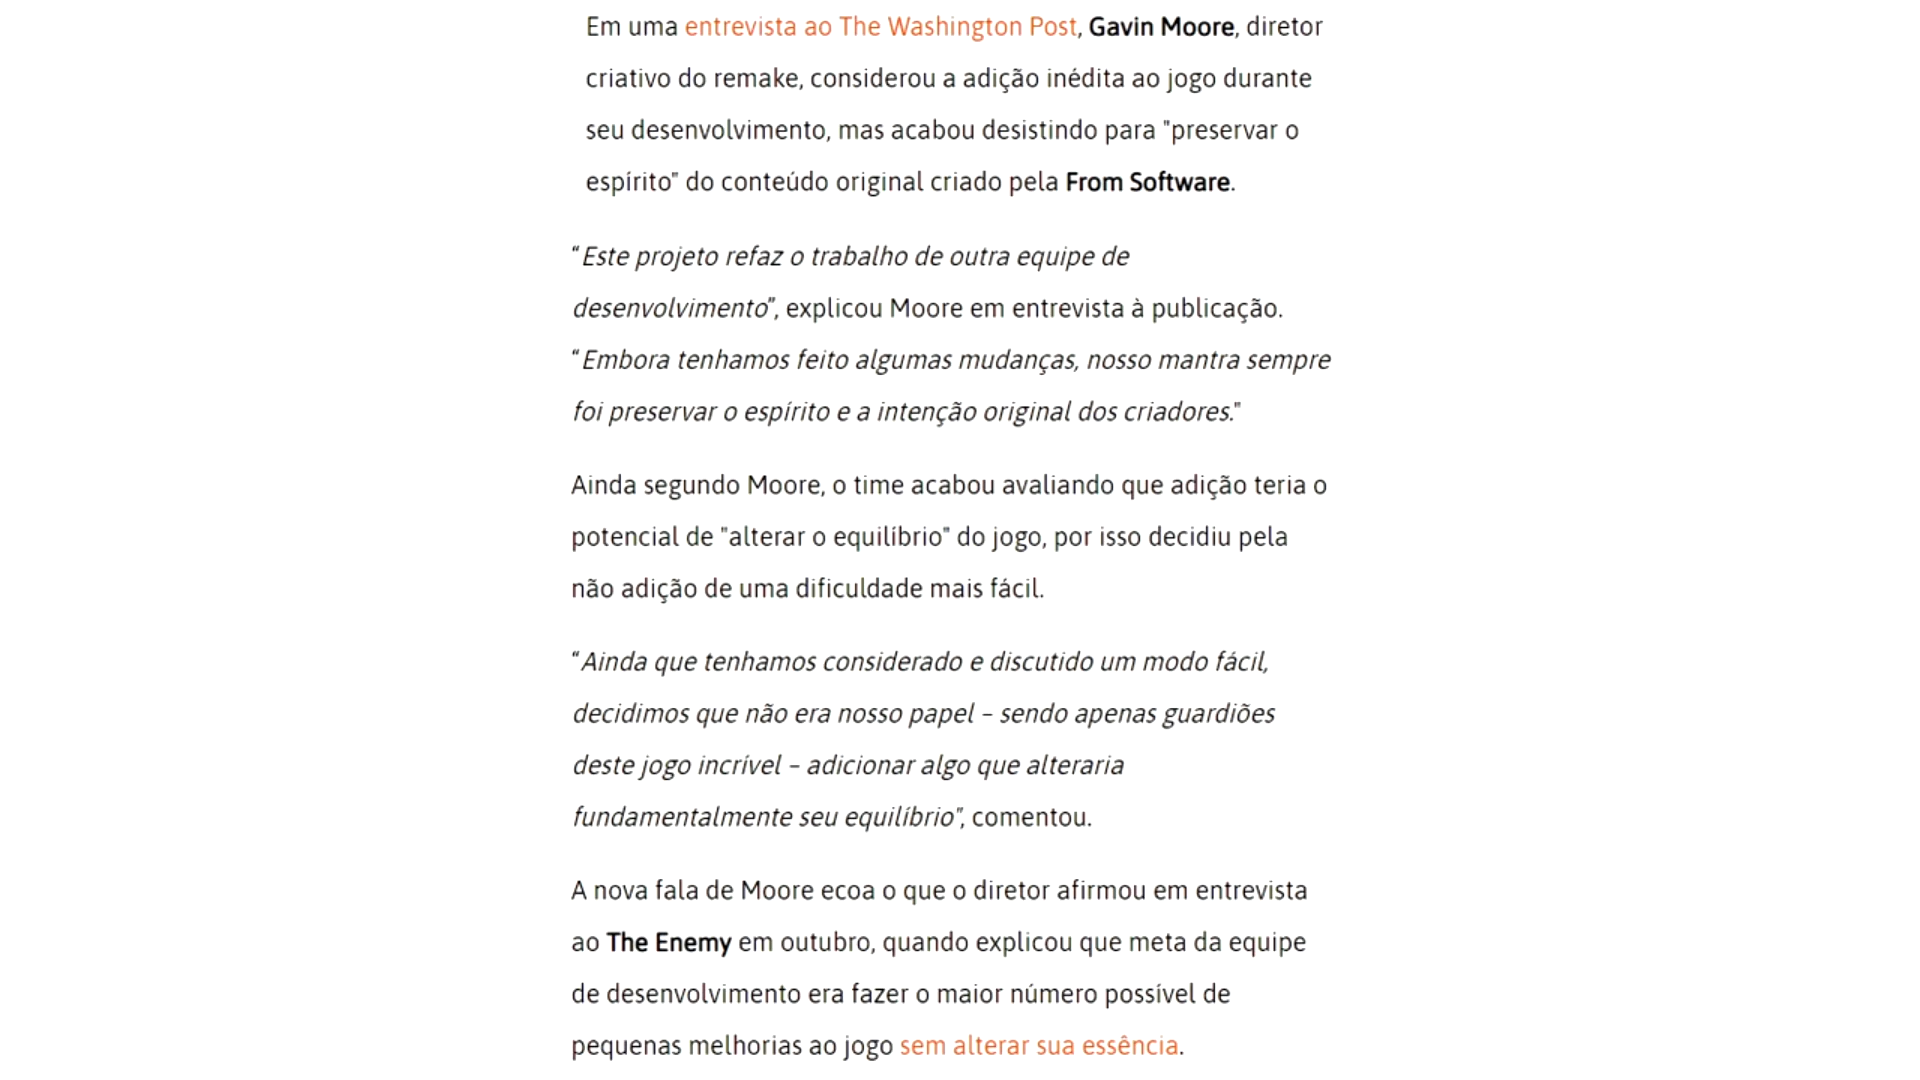 Em uma entrevista ao The Washington Post, Gavin Moore, diretor
criativo do remake, considerou a adição inédita ao jogo durante
seu desenvolvimento, mas acabou desistindo para "preservar o
espírito" do conteúdo original criado pela From Software.
“Este projeto refaz o trabalho de outra equipe de
desenvolvimento”, explicou Moore em entrevista à publicação.
“Embora tenhamos feito algumas mudanças, nosso mantra sempre
foi preservar o espírito e a intenção original dos criadores."
Ainda segundo Moore, o time acabou avaliando que adição teria o
potencial de "alterar o equilíbrio" do jogo, por isso decidiu pela
não adição de uma dificuldade mais fácil.
“Ainda que tenhamos considerado e discutido um modo fácil,
decidimos que não era nosso papel – sendo apenas guardiões
deste jogo incrível – adicionar algo que alteraria
fundamentalmente seu equilíbrio”, comentou.
A nova fala de Moore ecoa o que o diretor afirmou em entrevista
ao The Enemy em outubro, quando explicou que meta da equipe
de desenvolvimento era fazer o maior número possível de
pequenas melhorias ao jogo sem alterar sua essência.